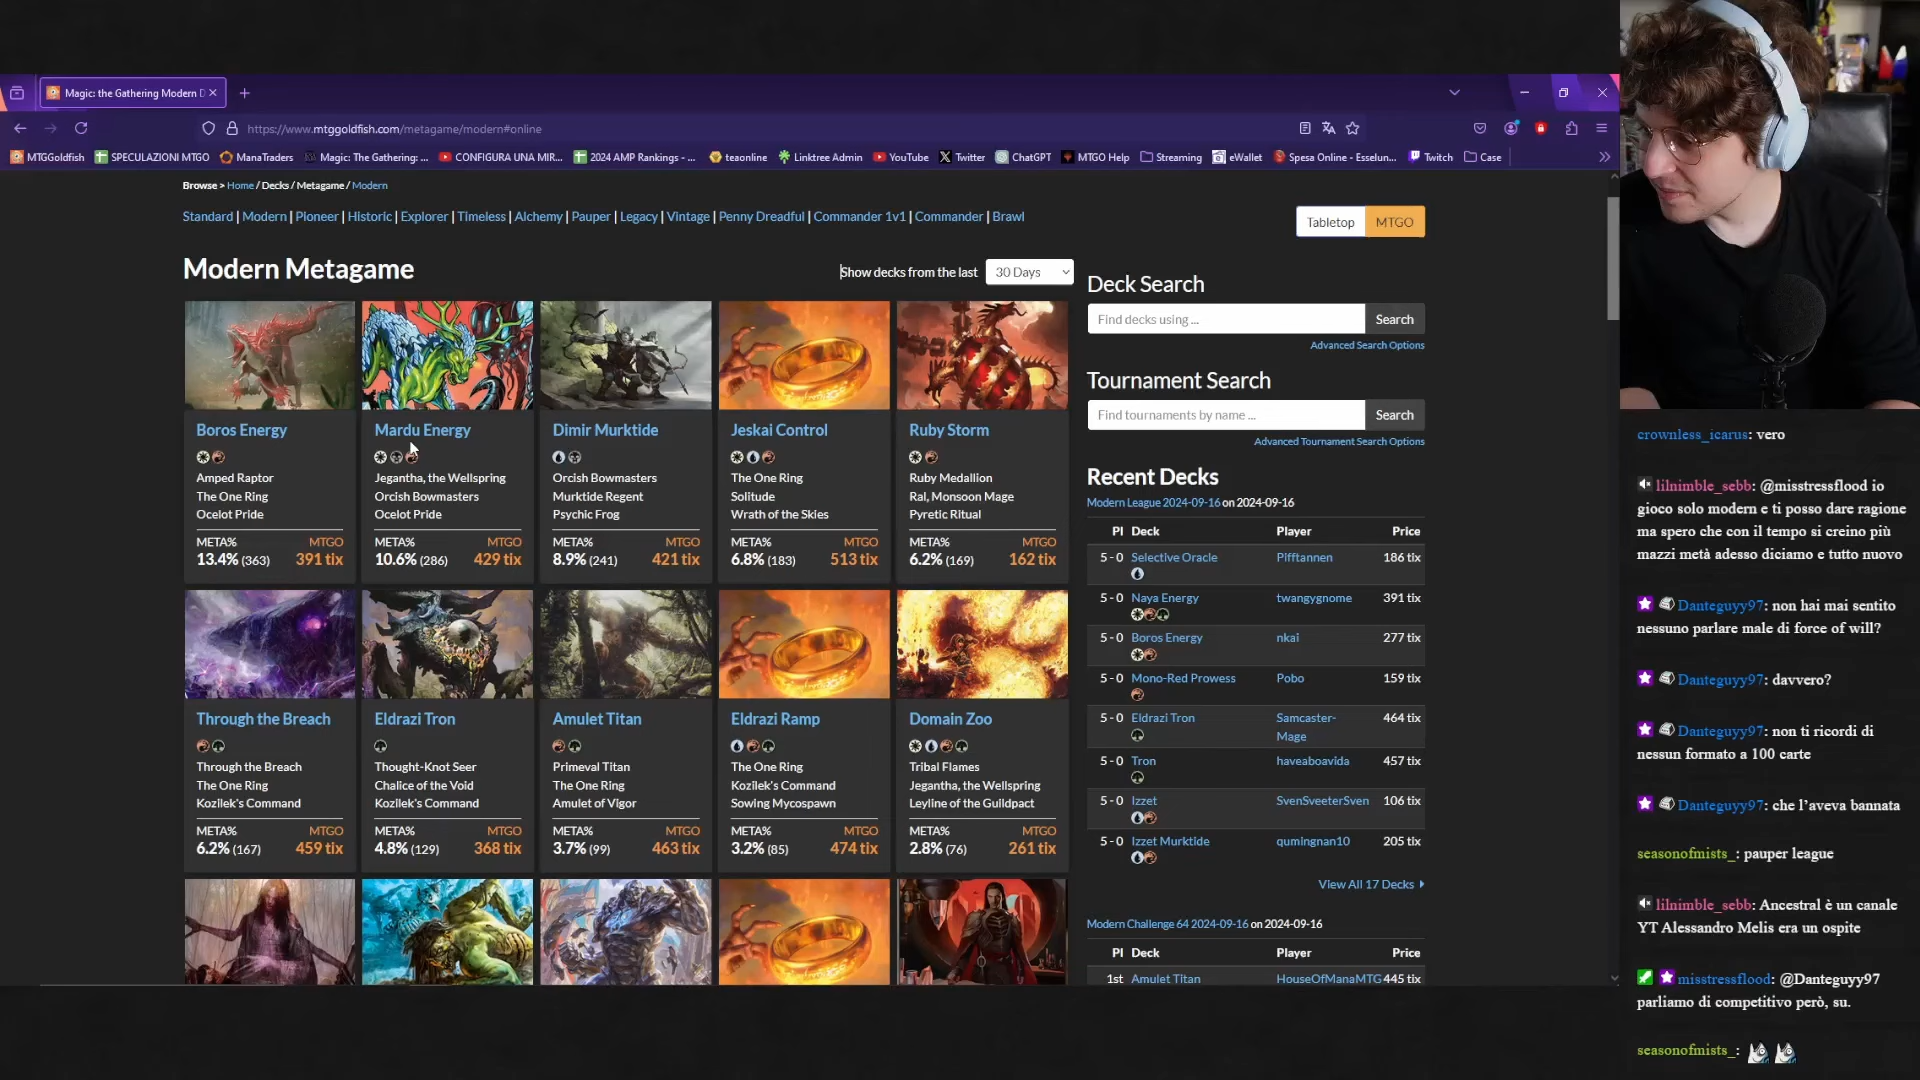 Magic: the Gathering Modern D
https://www.mtggoldfish.com/metagame/modern#online
MTGGoldfish SPECULAZIONI MTGO ManaTraders Magic: The Gathering: ... CONFIGURA UNA MIR... 2024 AMP Rankings - ... teaonline Linktree Admin YouTube Twitter ChatGPT MTGO Help Streaming eWallet Spesa Online - Esselun... Twitch Case
Browse > Home / Decks / Metagame / Modern
Standard | Modern | Pioneer | Historic | Explorer | Timeless | Alchemy | Pauper | Legacy | Vintage | Penny Dreadful | Commander 1v1 | Commander | Brawl
Tabletop MTGO
Modern Metagame
Show decks from the last 30 Days
Boros Energy
Amped Raptor
The One Ring
Ocelot Pride
META% MTGO
13.4% (363) 391 tix
Mardu Energy
Jegantha, the Wellspring
Orcish Bowmasters
Ocelot Pride
META% MTGO
10.6% (286) 429 tix
Dimir Murktide
Orcish Bowmasters
Murktide Regent
Psychic Frog
META% MTGO
8.9% (241) 421 tix
Jeskai Control
The One Ring
Solitude
Wrath of the Skies
META% MTGO
6.8% (183) 513 tix
Ruby Storm
Ruby Medallion
Ral, Monsoon Mage
Pyretic Ritual
META% MTGO
6.2% (169) 162 tix
Through the Breach
Through the Breach
The One Ring
Kozilek's Command
META% MTGO
6.2% (167) 459 tix
Eldrazi Tron
Thought-Knot Seer
Chalice of the Void
Kozilek's Command
META% MTGO
4.8% (129) 368 tix
Amulet Titan
Primeval Titan
The One Ring
Amulet of Vigor
META% MTGO
3.7% (99) 463 tix
Eldrazi Ramp
The One Ring
Kozilek's Command
Sowing Mycospawn
META% MTGO
3.2% (85) 474 tix
Domain Zoo
Tribal Flames
Jegantha, the Wellspring
Leyline of the Guildpact
META% MTGO
2.8% (76) 261 tix
Deck Search
Find decks using ... Search
Advanced Search Options
Tournament Search
Find tournaments by name ... Search
Advanced Tournament Search Options
Recent Decks
Modern League 2024-09-16 on 2024-09-16
Pl Deck Player Price
5 - 0 Selective Oracle Pifftannen 186 tix
5 - 0 Naya Energy twangygnome 391 tix
5 - 0 Boros Energy nkai 277 tix
5 - 0 Mono-Red Prowess Pobo 159 tix
5 - 0 Eldrazi Tron Samcaster- 464 tix
Mage
5 - 0 Tron haveaboavida 457 tix
5 - 0 Izzet SvenSveeterSven 106 tix
5 - 0 Izzet Murktide qumingnan10 205 tix
View All 17 Decks
Modern Challenge 64 2024-09-16 on 2024-09-16
Pl Deck Player Price
1st Amulet Titan HouseOfManaMTG 445 tix
crownless_icarus: vero
lilnimble_sebb: @misstressflood io
gioco solo modern e ti posso dare ragione
ma spero che con il tempo si creino più
mazzi metà adesso diciamo e tutto nuovo
Danteguyy97: non hai mai sentito
nessuno parlare male di force of will?
Danteguyy97: davvero?
Danteguyy97: non ti ricordi di
nessun formato a 100 carte
Danteguyy97: che l'aveva bannata
seasonofmists_: pauper league
lilnimble_sebb: Ancestral è un canale
YT Alessandro Melis era un ospite
misstressflood: @Danteguyy97
parliamo di competitivo però, su.
seasonofmists_: